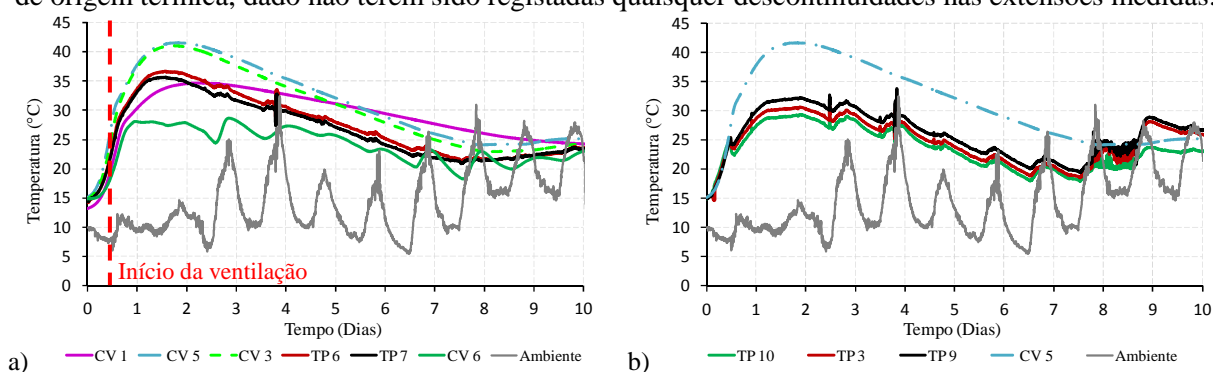 de origem térmica, dado não terem sido registadas quaisquer descontinuidades nas extensões medidas.
45
40
35
30
25
20
15
10
5
0
Temperatura (°C)
Início da ventilação
0 1 2 3 4 5 6 7 8 9 10
Tempo (Dias)
a) CV 1 CV 5 CV 3 TP 6 TP 7 CV 6 Ambiente
45
40
35
30
25
20
15
10
5
0
Temperatura (°C)
0 1 2 3 4 5 6 7 8 9 10
Tempo (Dias)
b) TP 10 TP 3 TP 9 CV 5 Ambiente